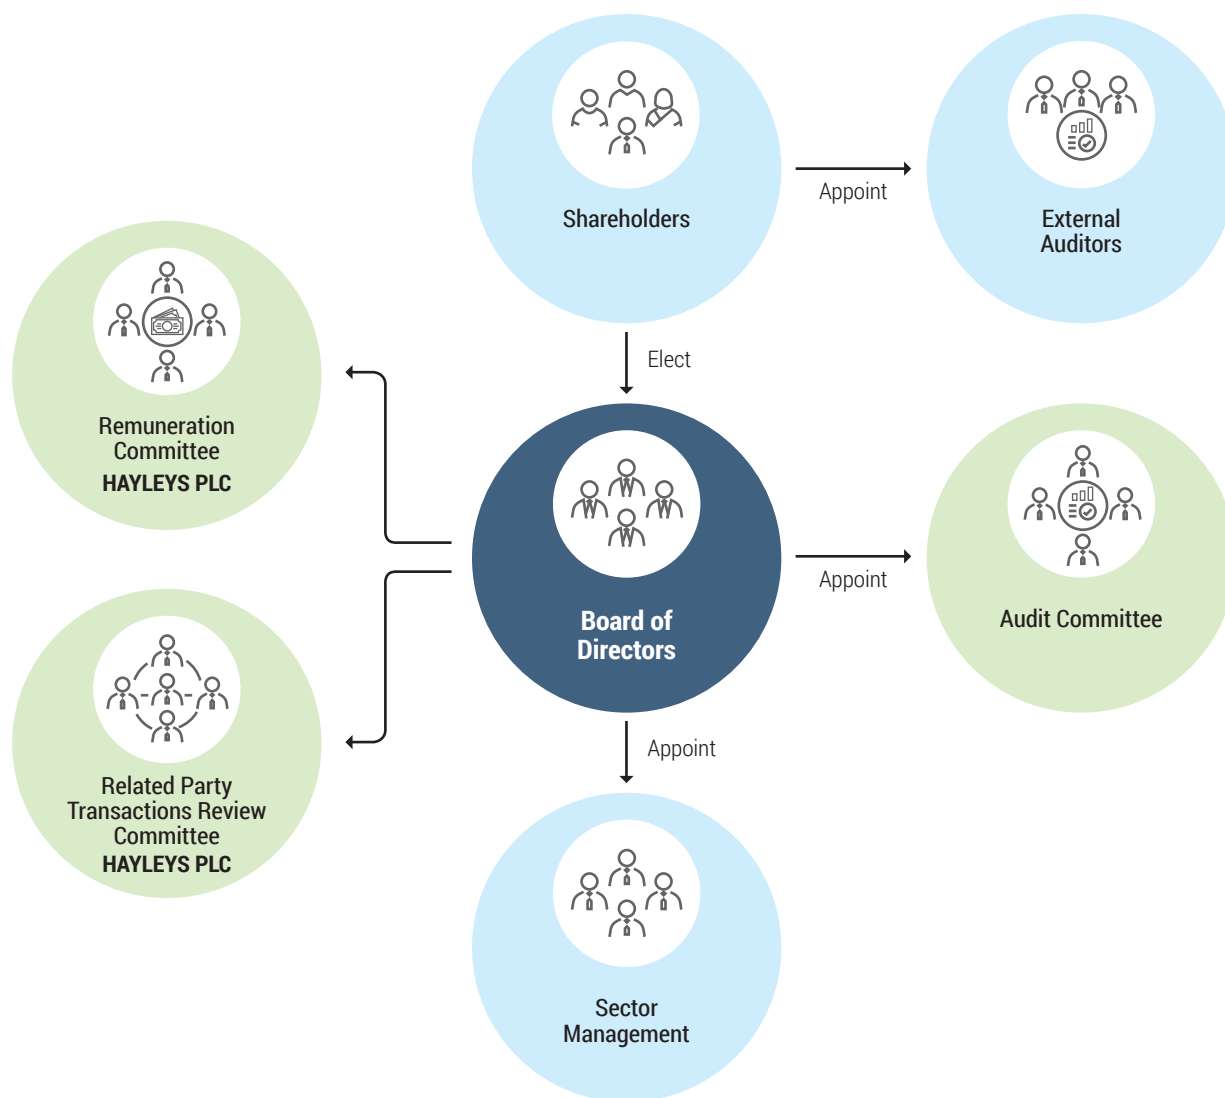 Shareholders
Appoint
External
Auditors
Elect
Remuneration
Committee
HAYLEYS PLC
Board of
Directors
Appoint
Audit Committee
Related Party
Transactions Review
Committee
HAYLEYS PLC
Appoint
Sector
Management